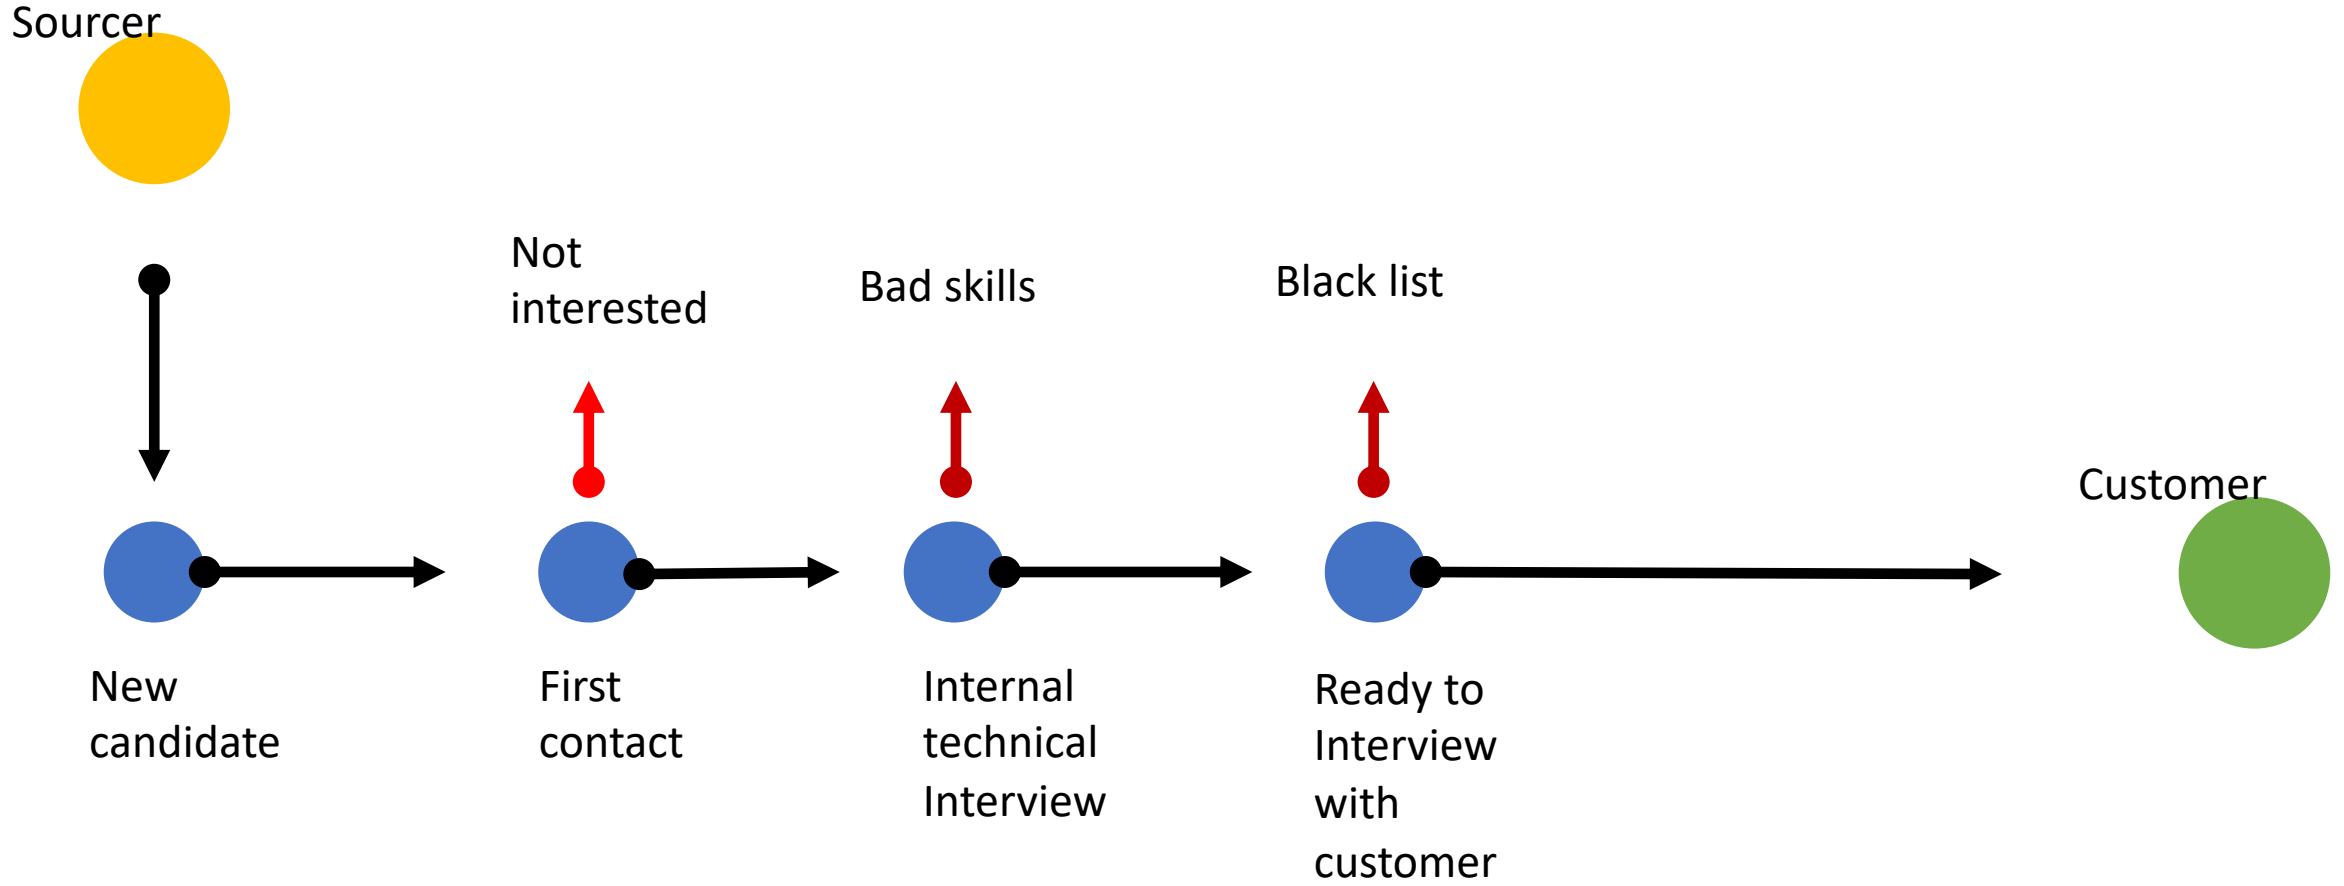 Sourcer
Not
interested
Bad skills
Black list
Customer
New
candidate
First
contact
Internal
technical
Interview
Ready to
Interview
with
customer